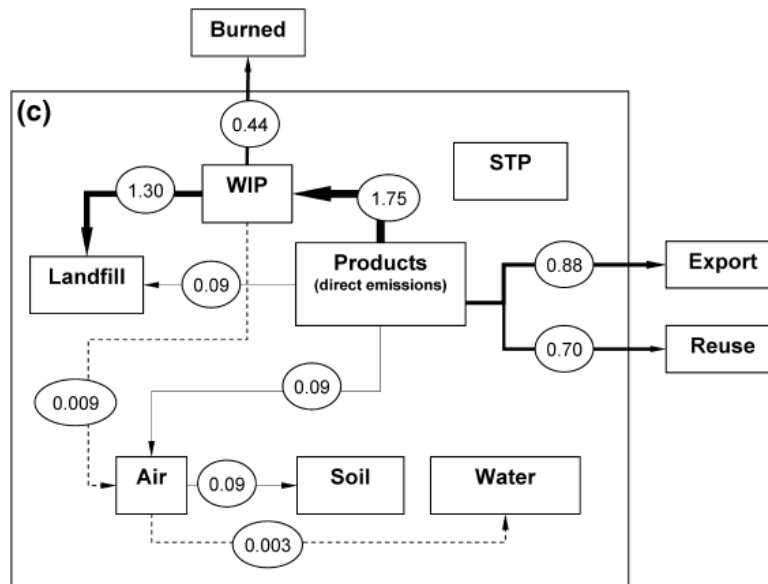 Burned
(c)
0.44
STP
1.30
WIP
1.75
Products
(direct emissions)
0.88
Export
Landfill
0.09
0.70
Reuse
0.09
0.009
Air
0.09
Soil
Water
0.003